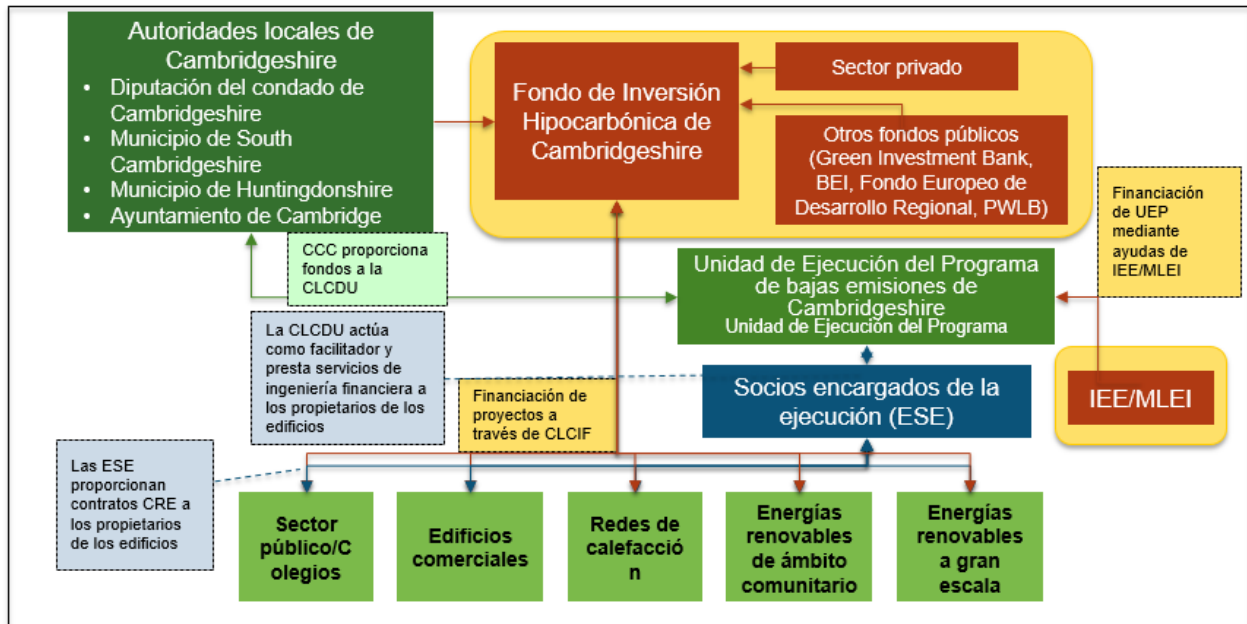 Autoridades locales de
Cambridgeshire
• Diputación del condado de
Cambridgeshire
• Municipio de South
Cambridgeshire
• Municipio de Huntingdonshire
• Ayuntamiento de Cambridge
Fondo de Inversión
Hipocarbónica de
Cambridgeshire
Sector privado
Otros fondos públicos
(Green Investment Bank,
BEI, Fondo Europeo de
Desarrollo Regional, PWLB)
Financiación
de UEP
mediante
ayudas de
IEE/MLEI
CCC proporciona
fondos a la
CLCDU
Unidad de Ejecución del Programa
de bajas emisiones de
Cambridgeshire
Unidad de Ejecución del Programa
La CLCDU actúa
como facilitador y
presta servicios de
ingeniería financiera a
los propietarios de los
edificios
Financiación de
proyectos a
través de CLCIF
Socios encargados de la
ejecución (ESE)
IEE/MLEI
Las ESE
proporcionan
contratos CRE a
los propietarios
de los edificios
Sector
público/C
olegios
Edificios
comerciales
Redes de
calefacció
n
Energías
renovables
de ámbito
comunitario
Energías
renovables
a gran
escala